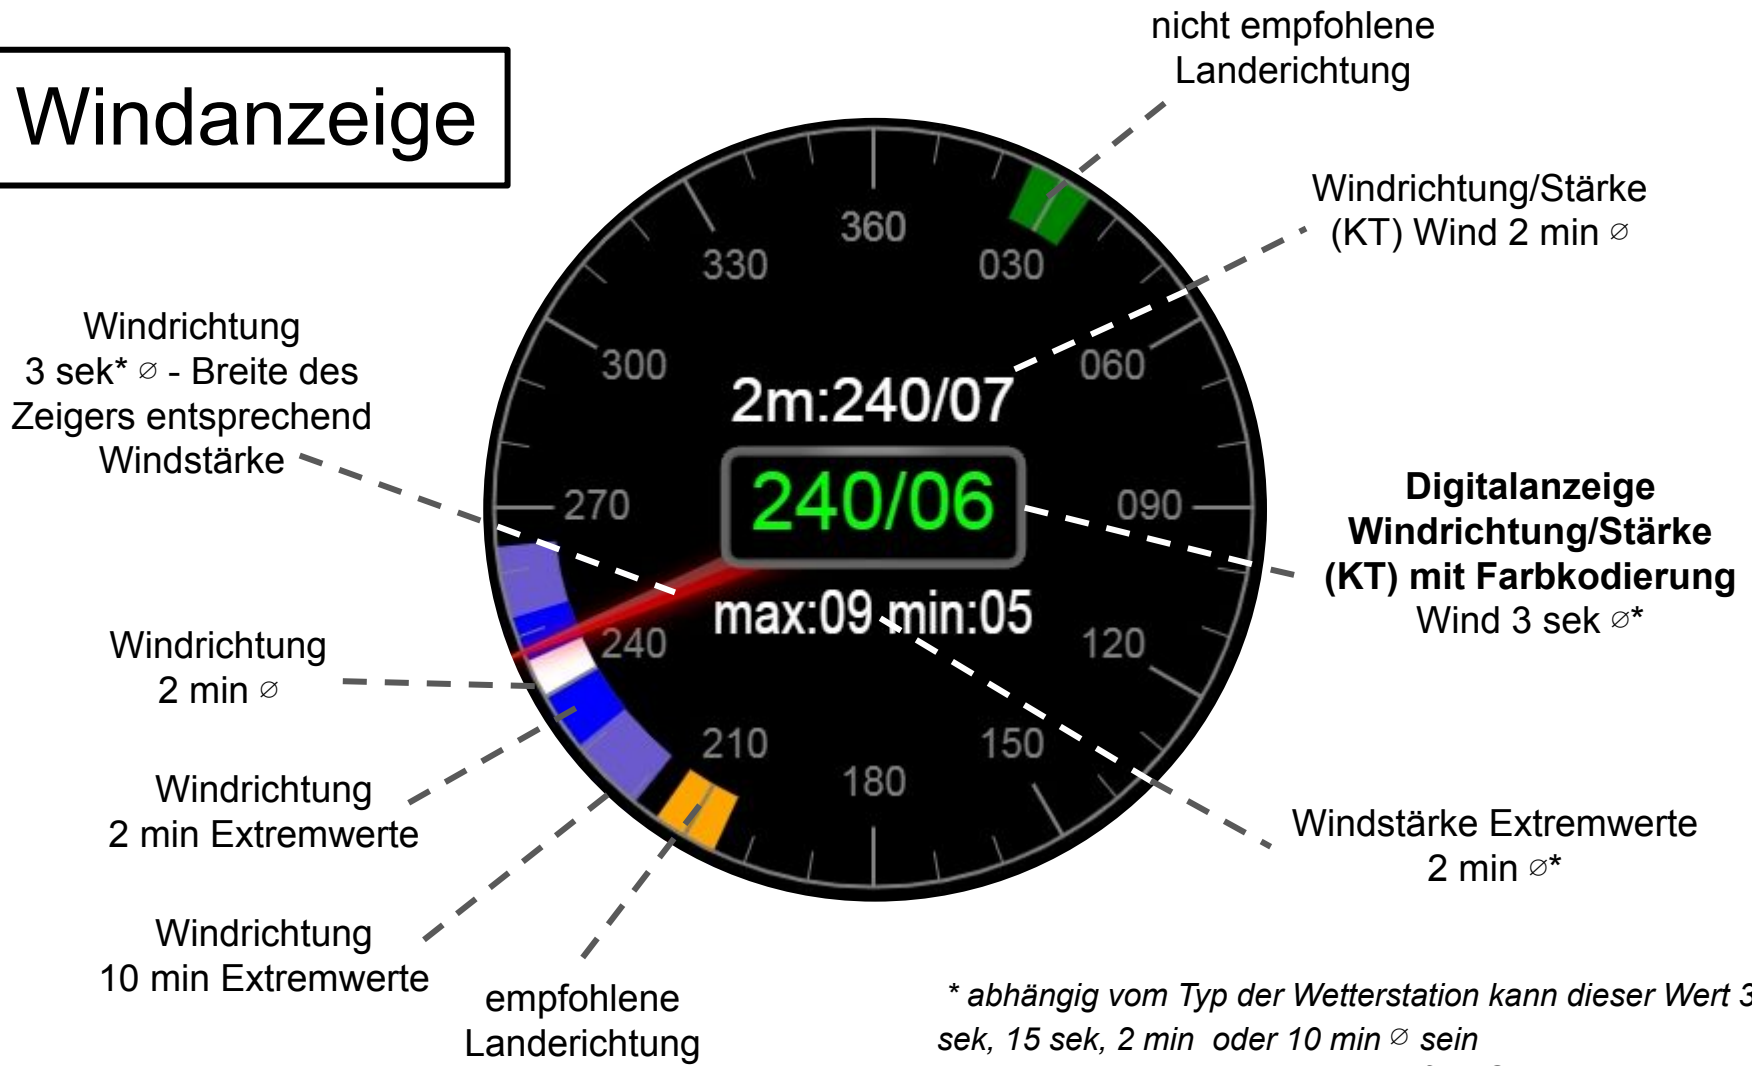 Windanzeige
nicht empfohlene
Landerichtung
Windrichtung/Stärke
(KT) Wind 2 min ∅
Windrichtung
3 sek* ∅ - Breite des
Zeigers entsprechend
Windstärke
360
030
060
090
120
150
180
210
240
270
300
330
2m:240/07
240/06
max:09 min:05
Digitalanzeige
Windrichtung/Stärke
(KT) mit Farbkodierung
Wind 3 sek ∅*
Windrichtung
2 min ∅
Windrichtung
2 min Extremwerte
Windrichtung
10 min Extremwerte
empfohlene
Landerichtung
Windstärke Extremwerte
2 min ∅*
* abhängig vom Typ der Wetterstation kann dieser Wert 3
sek, 15 sek, 2 min oder 10 min ∅ sein